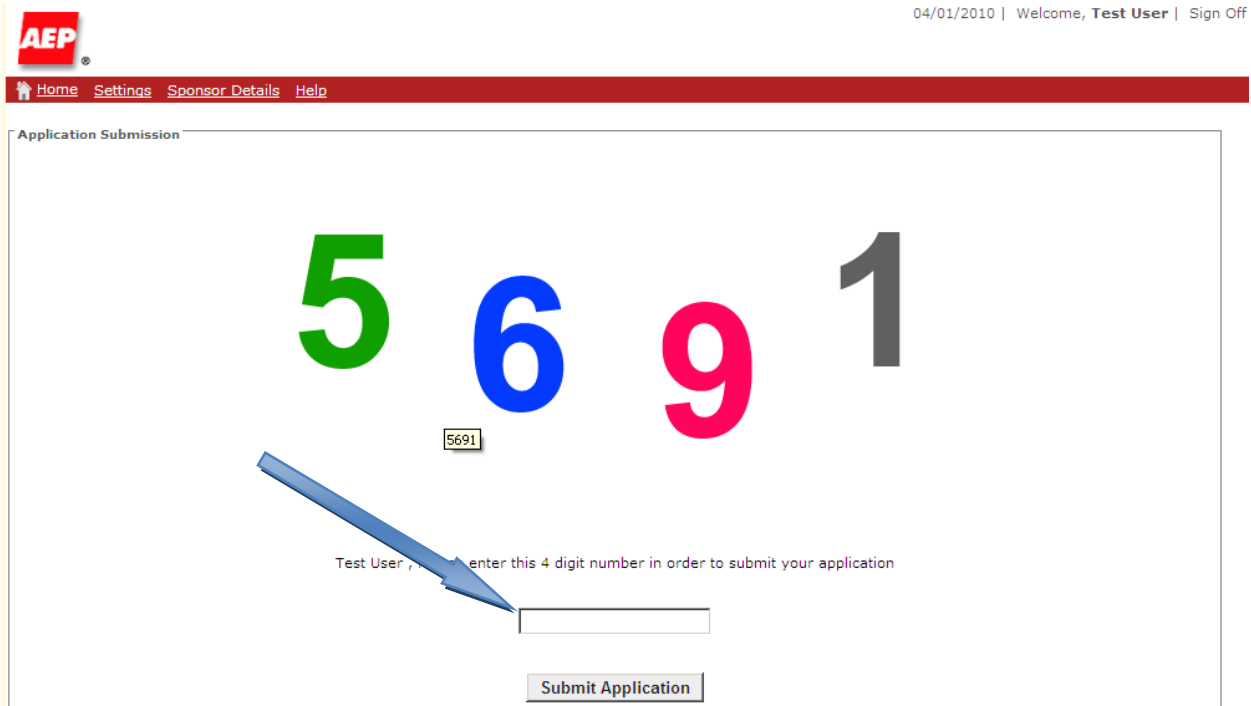 04/01/2010 | Welcome, Test User | Sign Off
AEP
®
Home Settings Sponsor Details Help
Application Submission
5 6 9 1
5691
Test User , enter this 4 digit number in order to submit your application
Submit Application